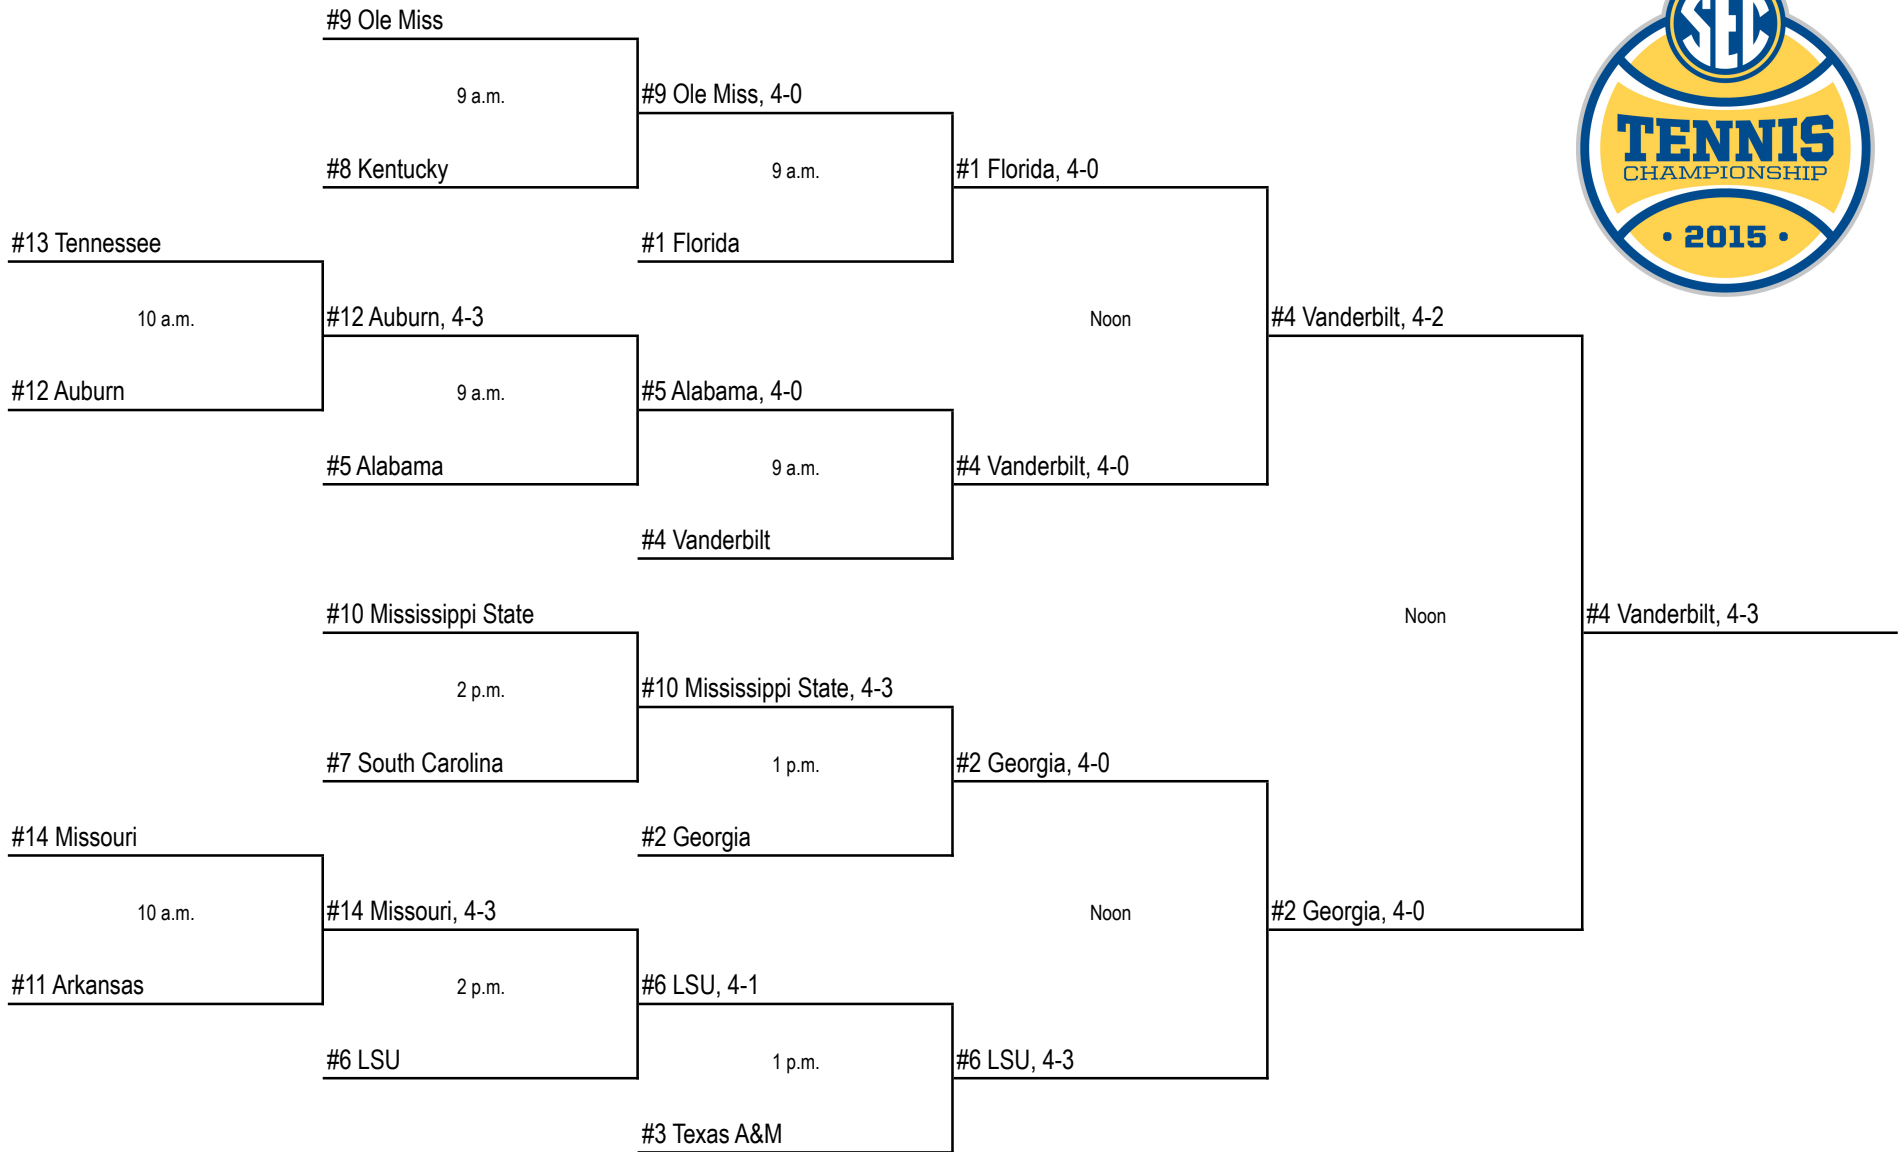 #9 Ole Miss
9 a.m.
#8 Kentucky
#13 Tennessee
10 a.m.
#12 Auburn
#9 Ole Miss, 4-0
9 a.m.
#1 Florida
#12 Auburn, 4-3
9 a.m.
#5 Alabama
#5 Alabama, 4-0
9 a.m.
#4 Vanderbilt
#1 Florida, 4-0
Noon
#4 Vanderbilt, 4-0
#4 Vanderbilt, 4-2
#10 Mississippi State
2 p.m.
#7 South Carolina
#14 Missouri
10 a.m.
#11 Arkansas
#10 Mississippi State, 4-3
1 p.m.
#2 Georgia
#14 Missouri, 4-3
2 p.m.
#6 LSU
#6 LSU, 4-1
1 p.m.
#3 Texas A&M
#2 Georgia, 4-0
Noon
#6 LSU, 4-3
#2 Georgia, 4-0
Noon
#4 Vanderbilt, 4-3
SEC
TENNIS
CHAMPIONSHIP
• 2015 •